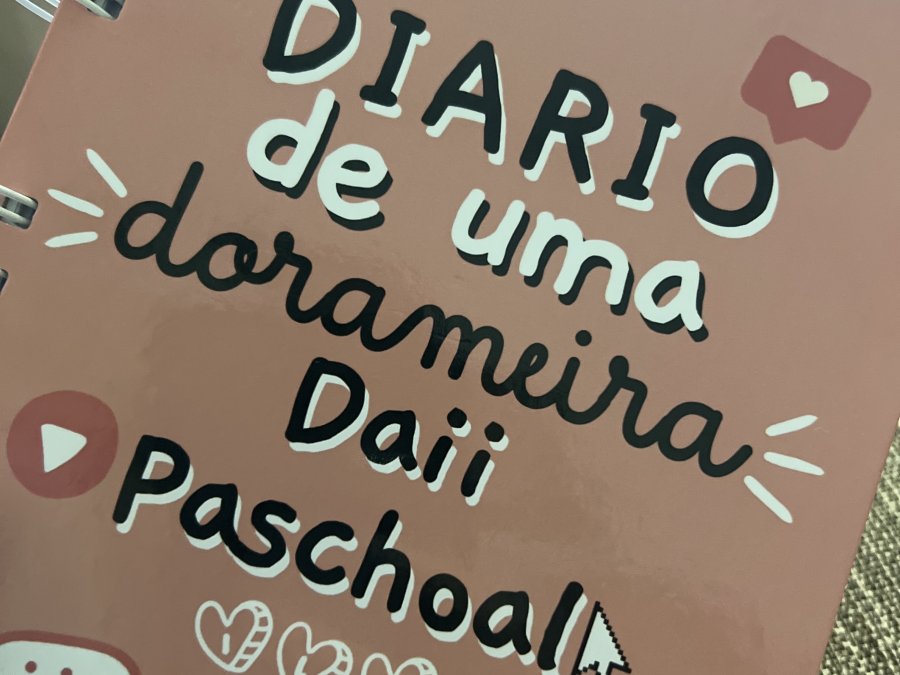 DIARIO
de uma
dorameira
Daii
Paschoal